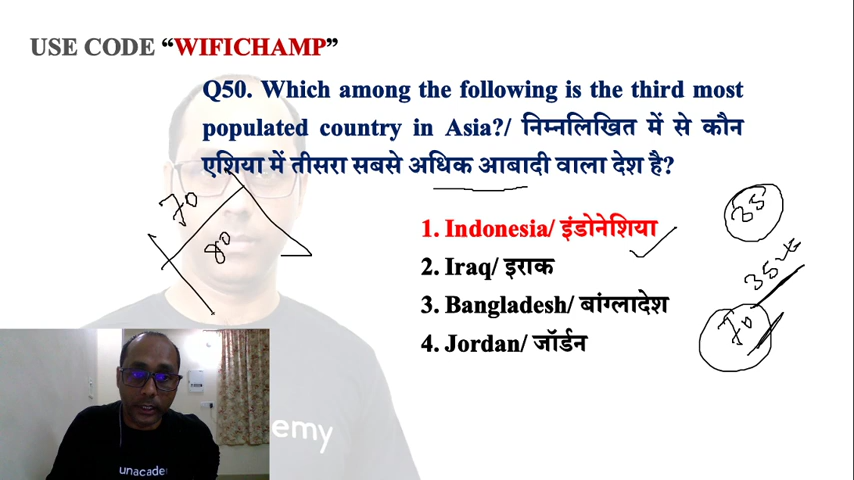 USE CODE “WIFICHAMP”
Q50. Which among the following is the third most
populated country in Asia?/ निम्नलिखित में से कौन
एशिया में तीसरा सबसे अधिक आबादी वाला देश है?
1. Indonesia/ इंडोनेशिया
2. Iraq/ इराक
3. Bangladesh/ बांग्लादेश
4. Jordan/ जॉर्डन
70
80
35
35
70
emy
unacade